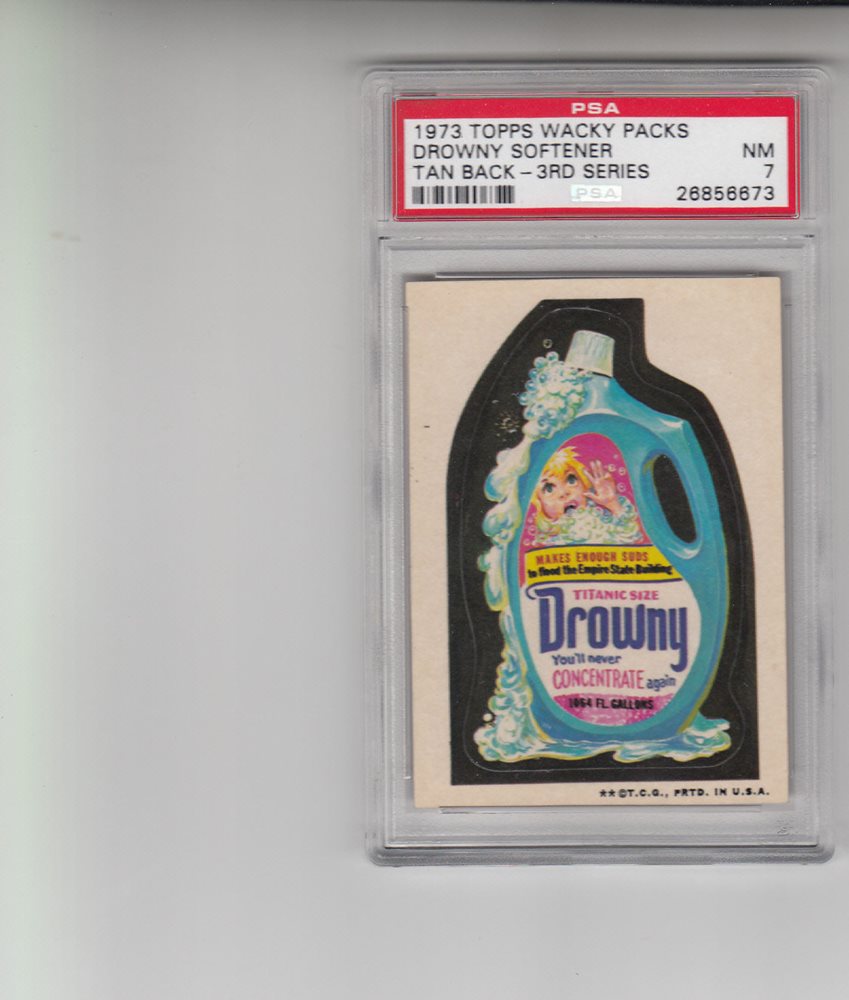 PSA
1973 TOPPS WACKY PACKS
DROWNY SOFTENER NM
TAN BACK – 3RD SERIES 7
PSA 26856673
MAKES ENOUGH SUDS
to flood the Empire State Building
TITANIC SIZE
Drowny
You'll never
CONCENTRATE again
1064 FL. GALLONS
**©T.C.G., PRTD. IN U.S.A.